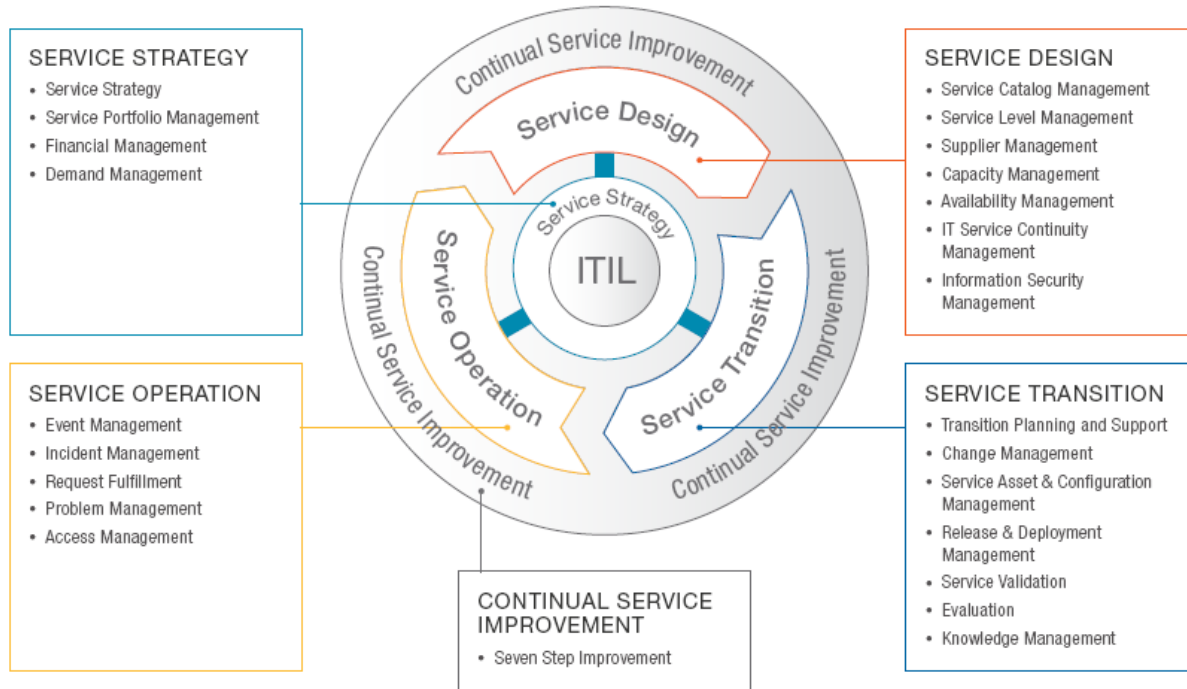 SERVICE STRATEGY
• Service Strategy
• Service Portfolio Management
• Financial Management
• Demand Management
Continual Service Improvement
Service Design
Service Strategy
ITIL
Service Operation
Service Transition
Continual Service Improvement
Continual Service Improvement
SERVICE DESIGN
• Service Catalog Management
• Service Level Management
• Supplier Management
• Capacity Management
• Availability Management
• IT Service Continuity
Management
• Information Security
Management
SERVICE OPERATION
• Event Management
• Incident Management
• Request Fulfillment
• Problem Management
• Access Management
CONTINUAL SERVICE
IMPROVEMENT
• Seven Step Improvement
SERVICE TRANSITION
• Transition Planning and Support
• Change Management
• Service Asset & Configuration
Management
• Release & Deployment
Management
• Service Validation
• Evaluation
• Knowledge Management